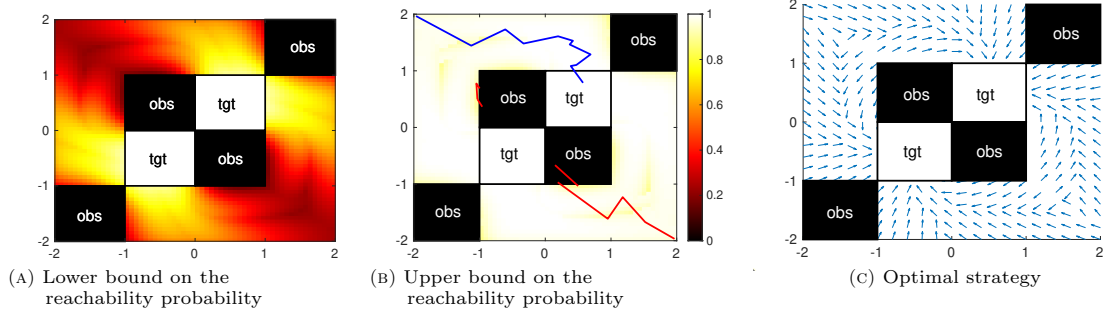 2
1
0
-1
-2
-2
-1
0
1
2
obs
obs
tgt
tgt
obs
obs
2
1
0
-1
-2
-2
-1
0
1
2
obs
obs
tgt
tgt
obs
obs
1
0.8
0.6
0.4
0.2
0
2
1
0
-1
-2
-2
-1
0
1
2
obs
obs
tgt
tgt
obs
obs
(A) Lower bound on the
reachability probability
(B) Upper bound on the
reachability probability
(C) Optimal strategy